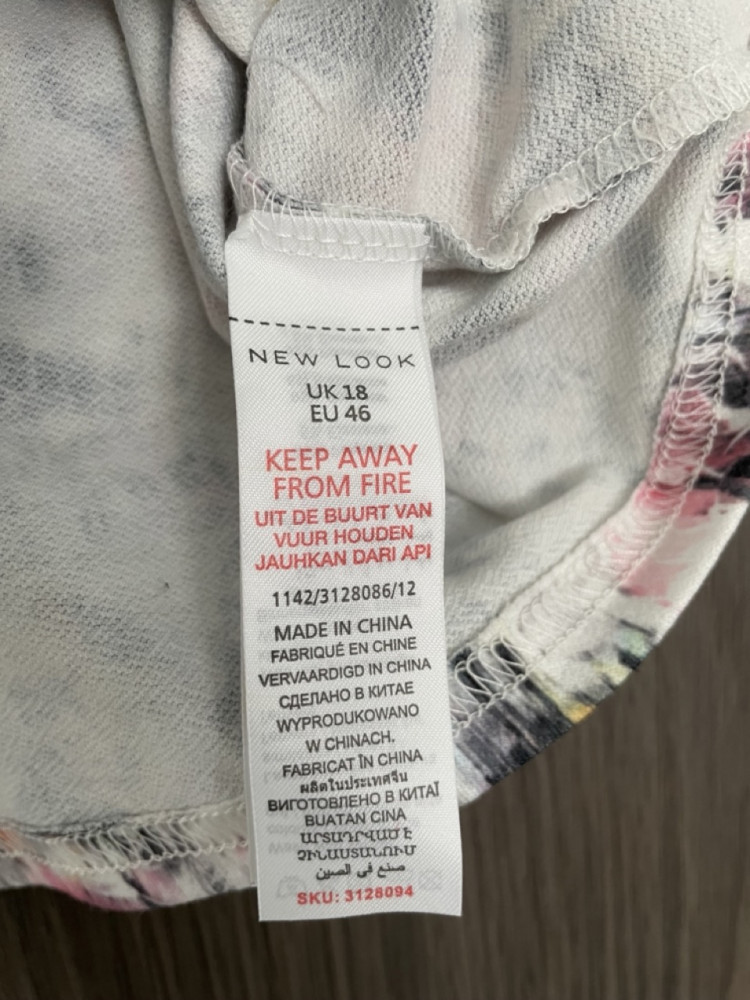 NEW LOOK
UK 18
EU 46
KEEP AWAY
FROM FIRE
UIT DE BUURT VAN
VUUR HOUDEN
JAUHKAN DARI API
1142/3128086/12
MADE IN CHINA
FABRIQUÉ EN CHINE
VERVAARDIGD IN CHINA
СДЕЛАНО В КИТАЕ
WYPRODUKOWANO
W CHINACH.
FABRICAT ÎN CHINA
ผลิตในประเทศจีน
ВИГОТОВЛЕНО В КИТАЇ
BUATAN CINA
ԱՐՏԱԴՐՎԱԾ Է
ՉԻՆԱՍՏԱՆՈՒՄ
صنع في الصين
SKU: 3128094